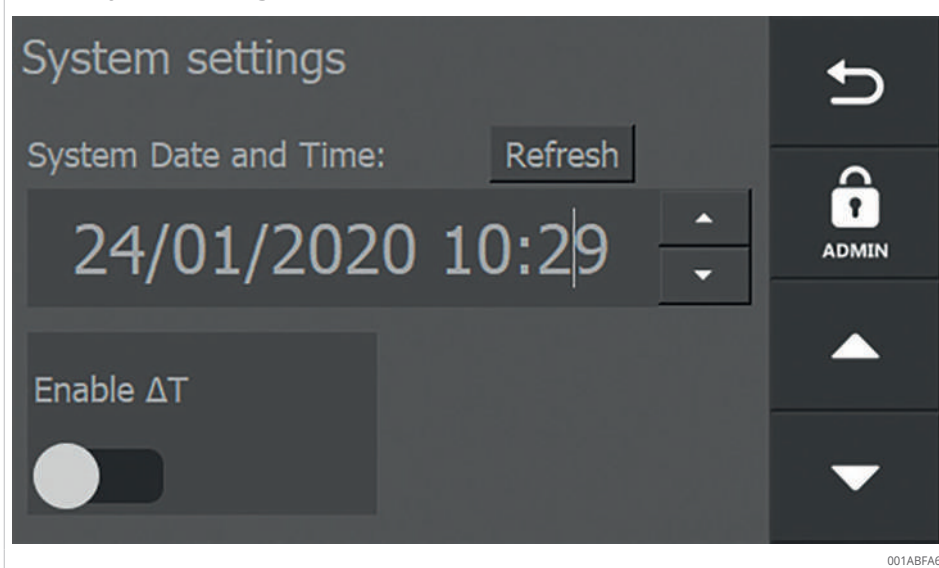 System settings
System Date and Time:
Refresh
24/01/2020 10:29
ADMIN
Enable ΔT
001ABFA6